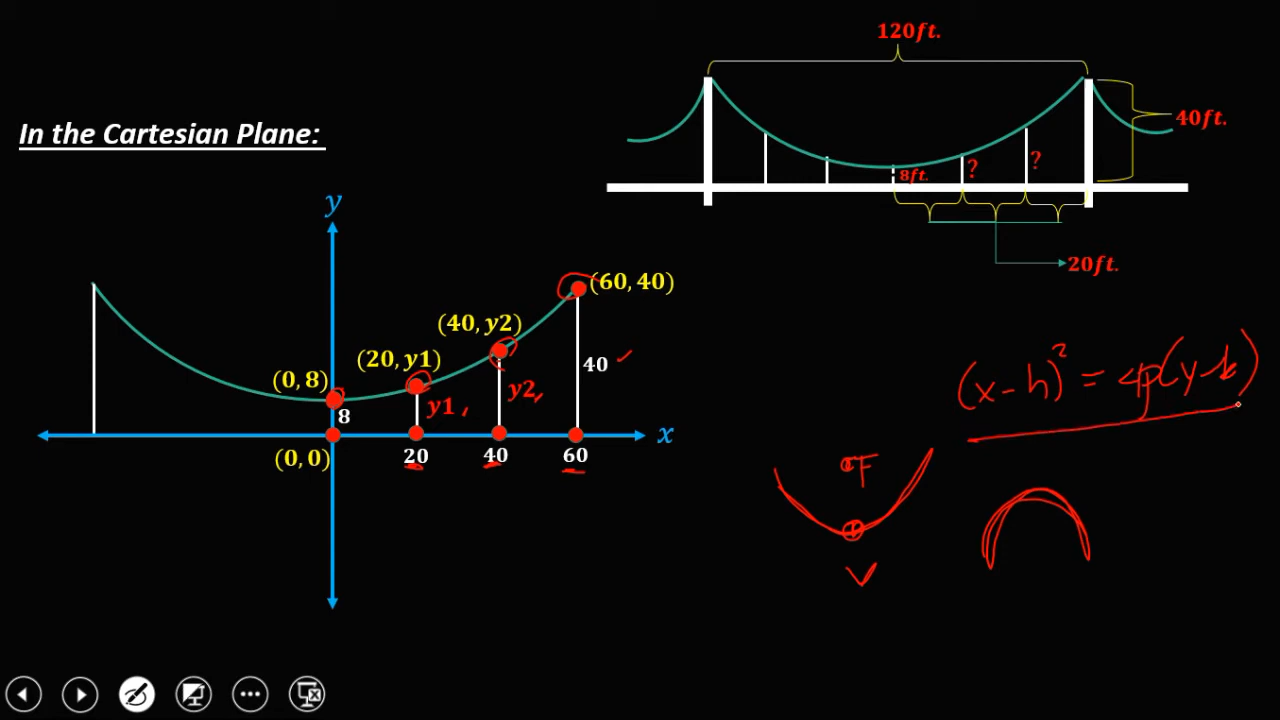 120ft.
In the Cartesian Plane:
40ft.
? ?
8ft.
20ft.
y
(60, 40)
(40, y2)
(20, y1)
40
(0, 8)
y2
8
y1
x
(0, 0)
20 40 60
(x-h)² = 4p(y-k)
F
V